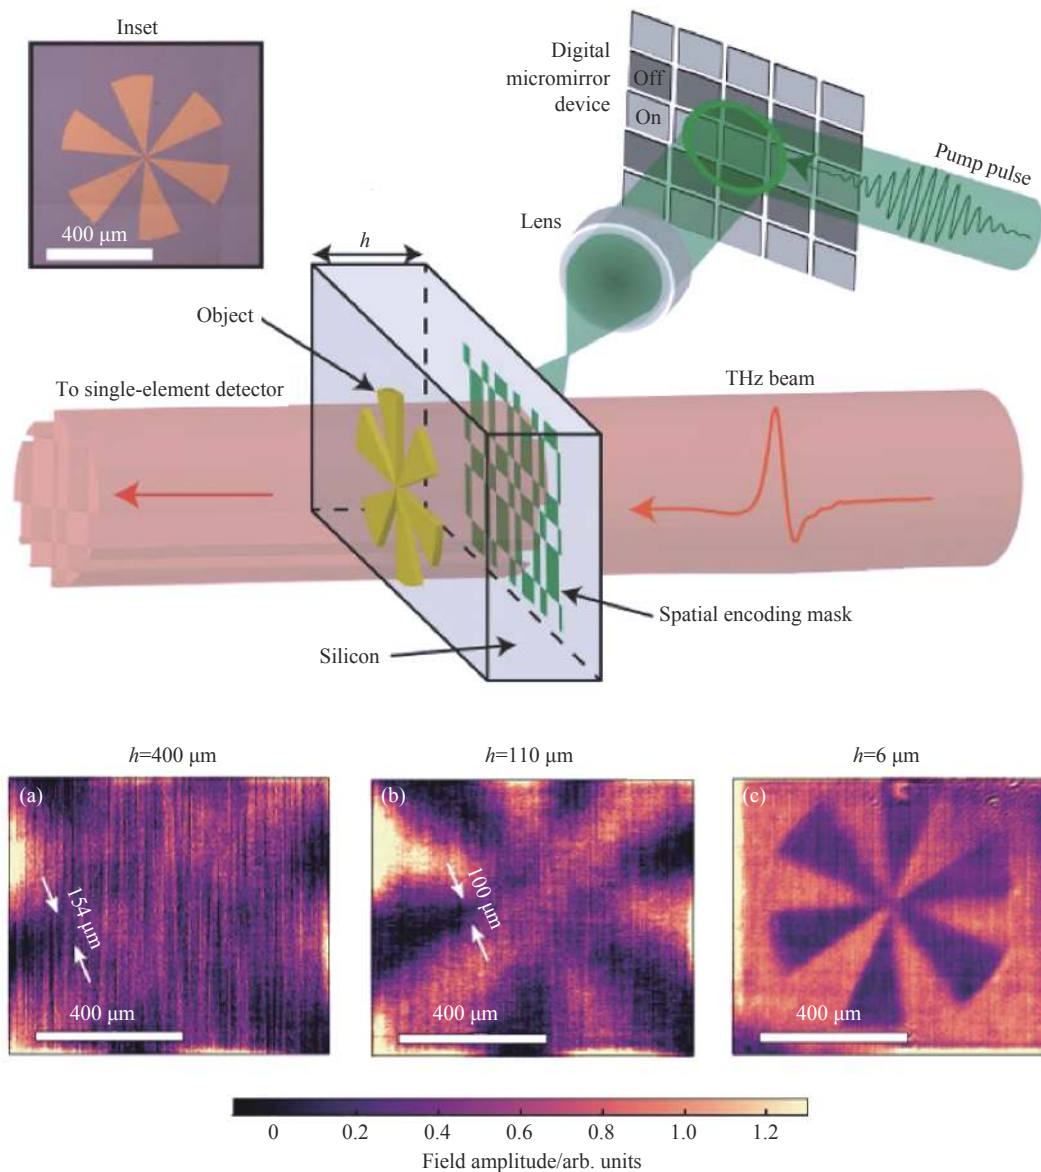 Inset
400 μm
Digital
micromirror
device
Off
On
Pump pulse
Lens
h
Object
To single-element detector
THz beam
Spatial encoding mask
Silicon
h=400 μm
h=110 μm
h=6 μm
(a)
154 μm
400 μm
(b)
100 μm
400 μm
(c)
400 μm
0 0.2 0.4 0.6 0.8 1.0 1.2
Field amplitude/arb. units